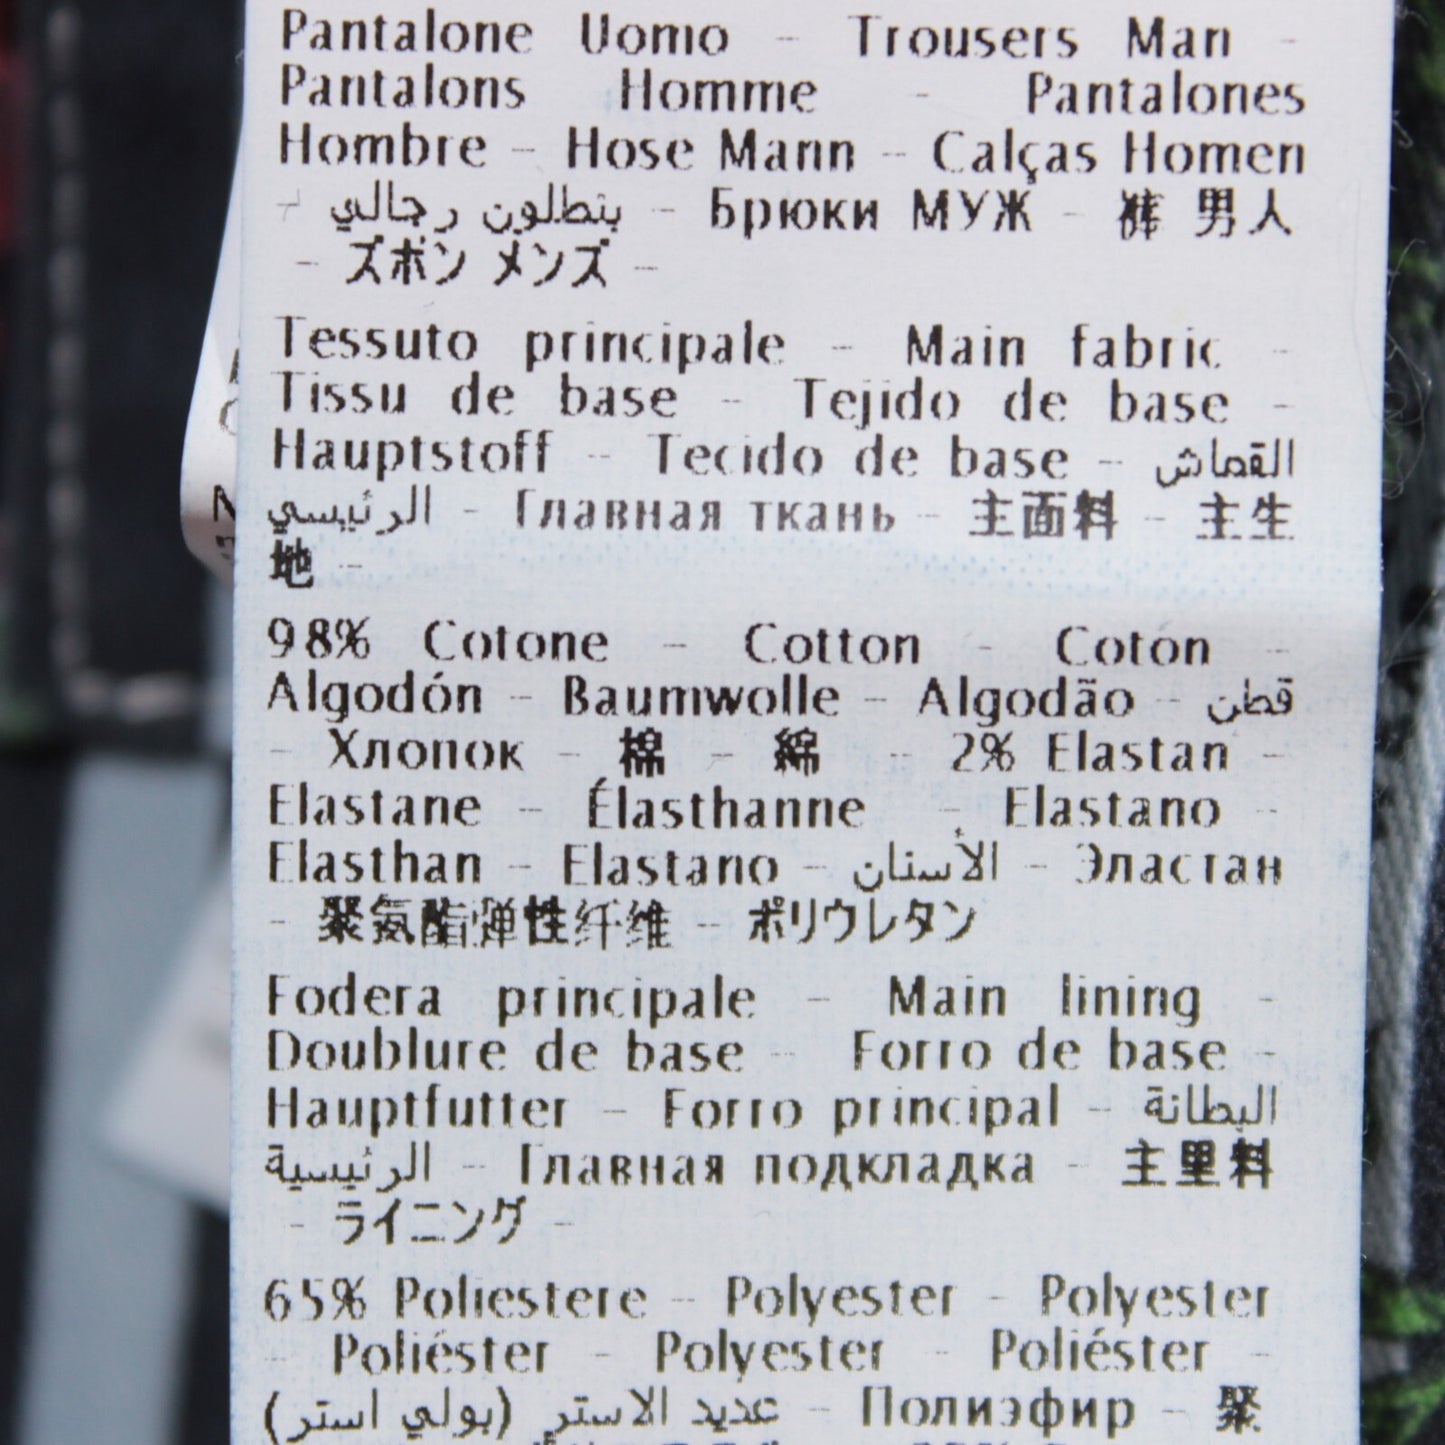 Pantalone Uomo - Trousers Man -
Pantalons Homme - Pantalones
Hombre - Hose Mann - Calças Homen
- بنطلون رجالي - Брюки МУЖ - 裤 男人
- ズボン メンズ -
Tessuto principale - Main fabric -
Tissu de base - Tejido de base -
Hauptstoff - Tecido de base - القماش
الرئيسي - Главная ткань - 主面料 - 主生
地 -
98% Cotone - Cotton - Coton -
Algodón - Baumwolle - Algodão - قطن
- Хлопок - 棉 - 綿 - 2% Elastan -
Elastane - Élasthanne - Elastano -
Elasthan - Elastano - الأستان - Эластан
- 聚氨酯弹性纤维 - ポリウレタン
Fodera principale - Main lining -
Doublure de base - Forro de base -
Hauptfutter - Forro principal - البطانة
الرئيسية - Главная подкладка - 主里料
- ライニング -
65% Poliestere - Polyester - Polyester
- Poliéster - Polyester - Poliéster -
عديد الاستر (بولي استر) - Полиэфир - 聚